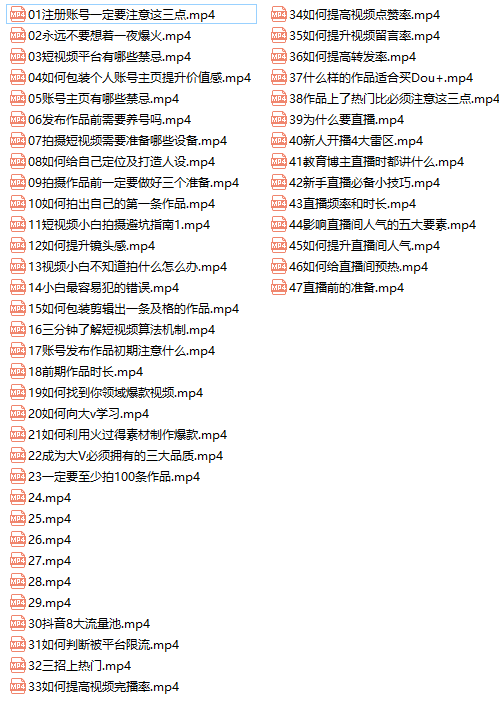 01注册账号一定要注意这三点.mp4
02永远不要想着一夜爆火.mp4
03短视频平台有哪些禁忌.mp4
04如何包装个人账号主页提升价值感.mp4
05账号主页有哪些禁忌.mp4
06发布作品前需要养号吗.mp4
07拍摄短视频需要准备哪些设备.mp4
08如何给自己定位及打造人设.mp4
09拍摄作品前一定要做好三个准备.mp4
10如何拍出自己的第一条作品.mp4
11短视频小白拍摄避坑指南1.mp4
12如何提升镜头感.mp4
13视频小白不知道拍什么怎么办.mp4
14小白最容易犯的错误.mp4
15如何包装剪辑出一条及格的作品.mp4
16三分钟了解短视频算法机制.mp4
17账号发布作品初期注意什么.mp4
18前期作品时长.mp4
19如何找到你领域爆款视频.mp4
20如何向大v学习.mp4
21如何利用火过得素材制作爆款.mp4
22成为大V必须拥有的三大品质.mp4
23一定要至少拍100条作品.mp4
24.mp4
25.mp4
26.mp4
27.mp4
28.mp4
29.mp4
30抖音8大流量池.mp4
31如何判断被平台限流.mp4
32三招上热门.mp4
33如何提高视频完播率.mp4
34如何提高视频点赞率.mp4
35如何提升视频留言率.mp4
36如何提高转发率.mp4
37什么样的作品适合买Dou+.mp4
38作品上了热门比必须注意这三点.mp4
39为什么要直播.mp4
40新人开播4大雷区.mp4
41教育博主直播时都讲什么.mp4
42新手直播必备小技巧.mp4
43直播频率和时长.mp4
44影响直播间人气的五大要素.mp4
45如何提升直播间人气.mp4
46如何给直播间预热.mp4
47直播前的准备.mp4